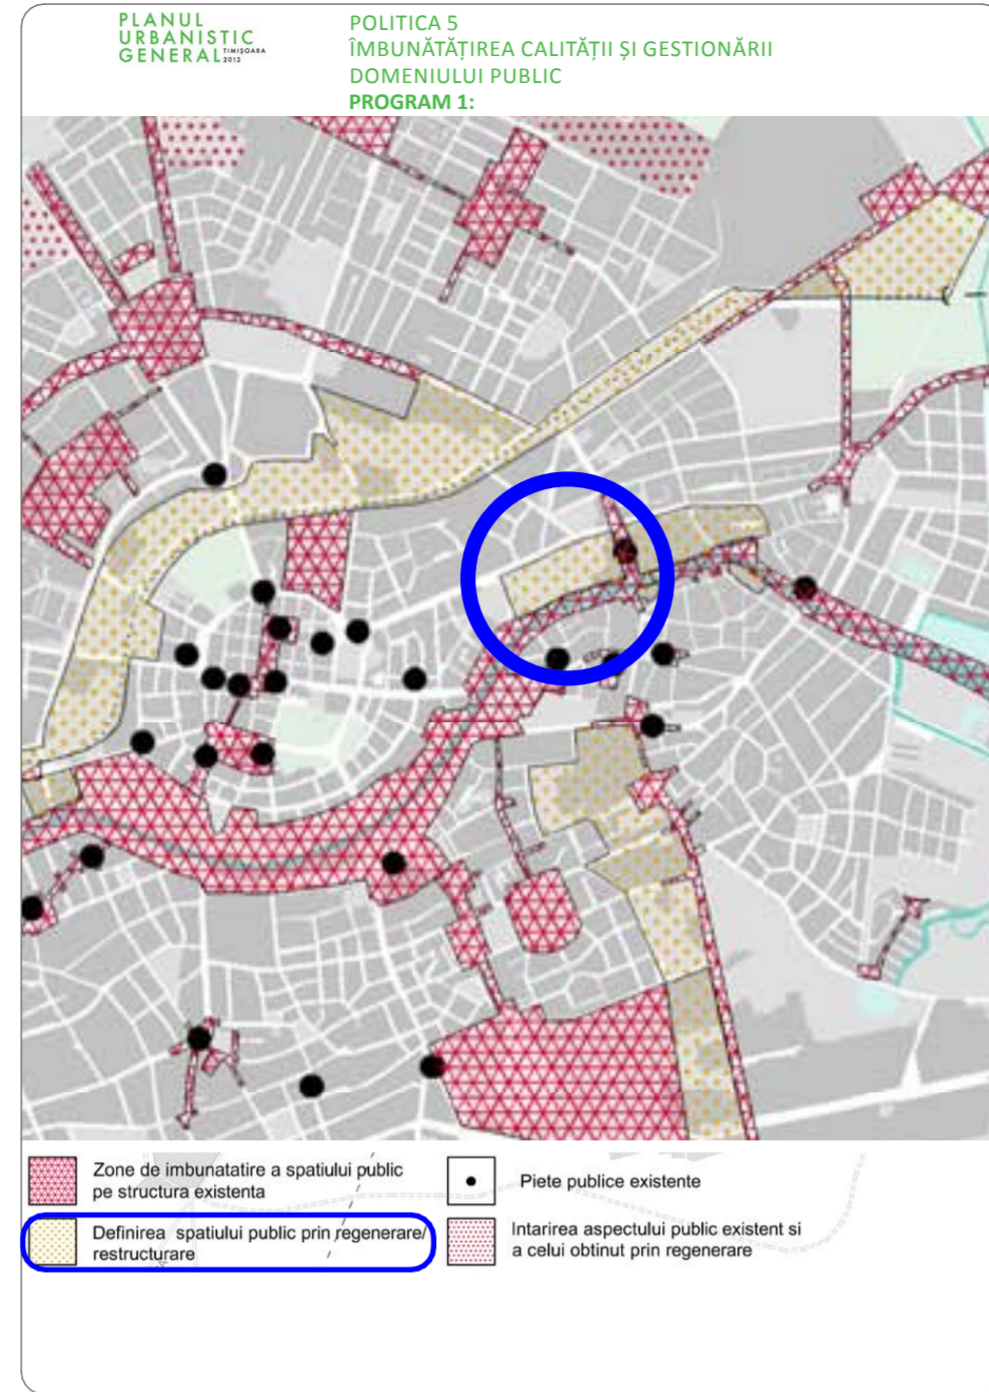 PLANUL
URBANISTIC
GENERAL TIMIȘOARA 2012
POLITICA 5
ÎMBUNĂTĂȚIREA CALITĂȚII ȘI GESTIONĂRII
DOMENIULUI PUBLIC
PROGRAM 1:
Zone de imbunatatire a spatiului public
pe structura existenta
Definirea spatiului public prin regenerare/
restructurare
Piete publice existente
Intarirea aspectului public existent si
a celui obtinut prin regenerare